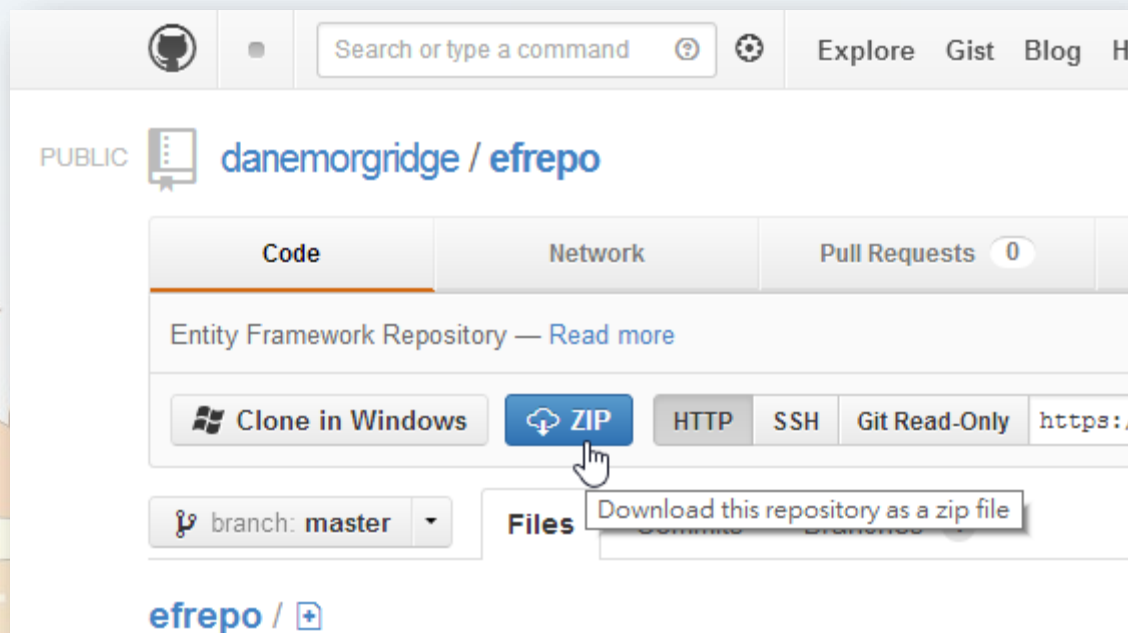 Search or type a command Explore Gist Blog H
PUBLIC danemorgridge / efrepo
Code Network Pull Requests 0
Entity Framework Repository — Read more
Clone in Windows ZIP HTTP SSH Git Read-Only https:/
Download this repository as a zip file
branch: master Files
efrepo /